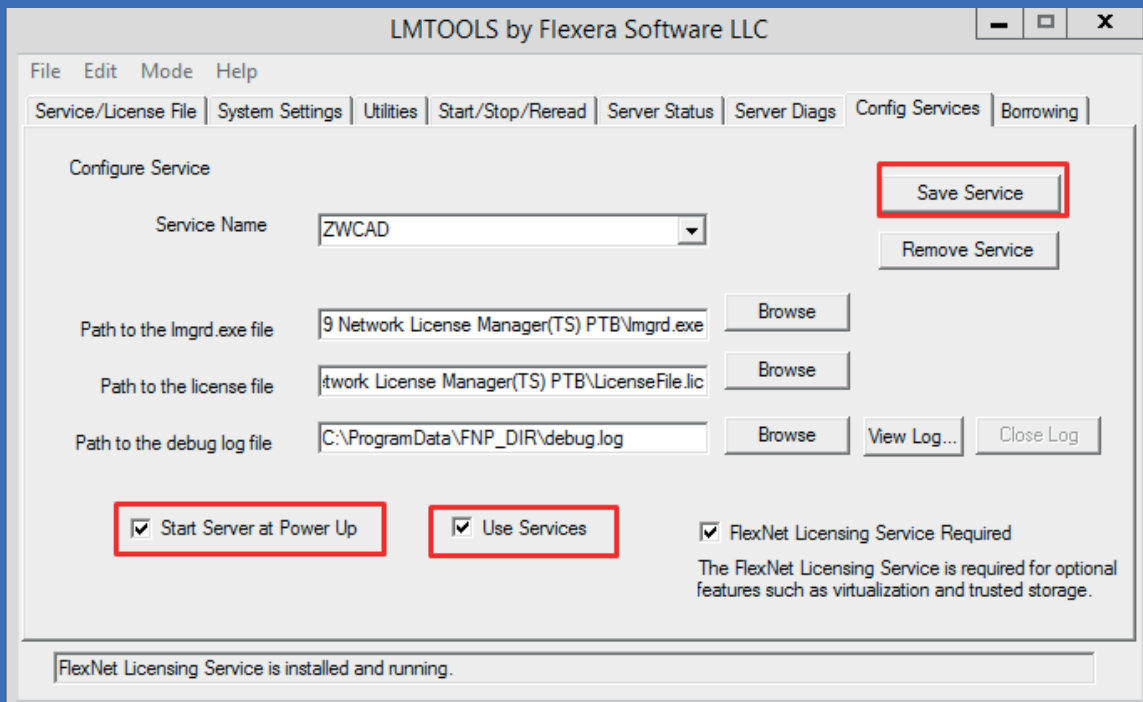 LMTOOLS by Flexera Software LLC
File Edit Mode Help
Service/License File System Settings Utilities Start/Stop/Reread Server Status Server Diags Config Services Borrowing
Configure Service
Save Service
Service Name ZWCAD
Remove Service
Path to the lmgrd.exe file 9 Network License Manager(TS) PTB\lmgrd.exe Browse
Path to the license file etwork License Manager(TS) PTB\LicenseFile.lic Browse
Path to the debug log file C:\ProgramData\FNP_DIR\debug.log Browse View Log... Close Log
Start Server at Power Up Use Services FlexNet Licensing Service Required
The FlexNet Licensing Service is required for optional
features such as virtualization and trusted storage.
FlexNet Licensing Service is installed and running.